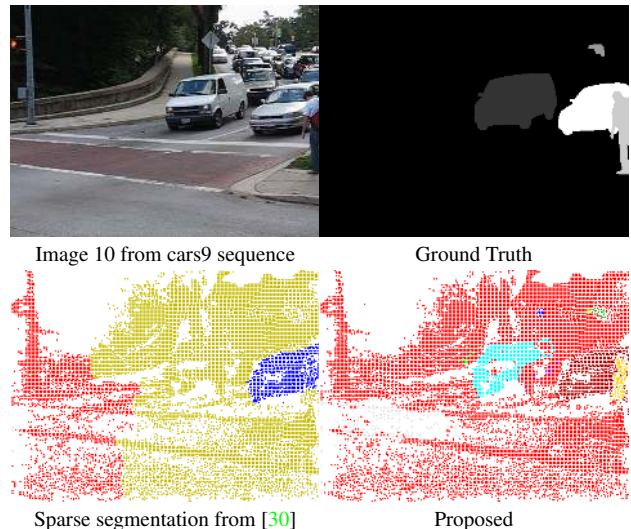 Image 10 from cars9 sequence
Ground Truth
Sparse segmentation from [30]
Proposed